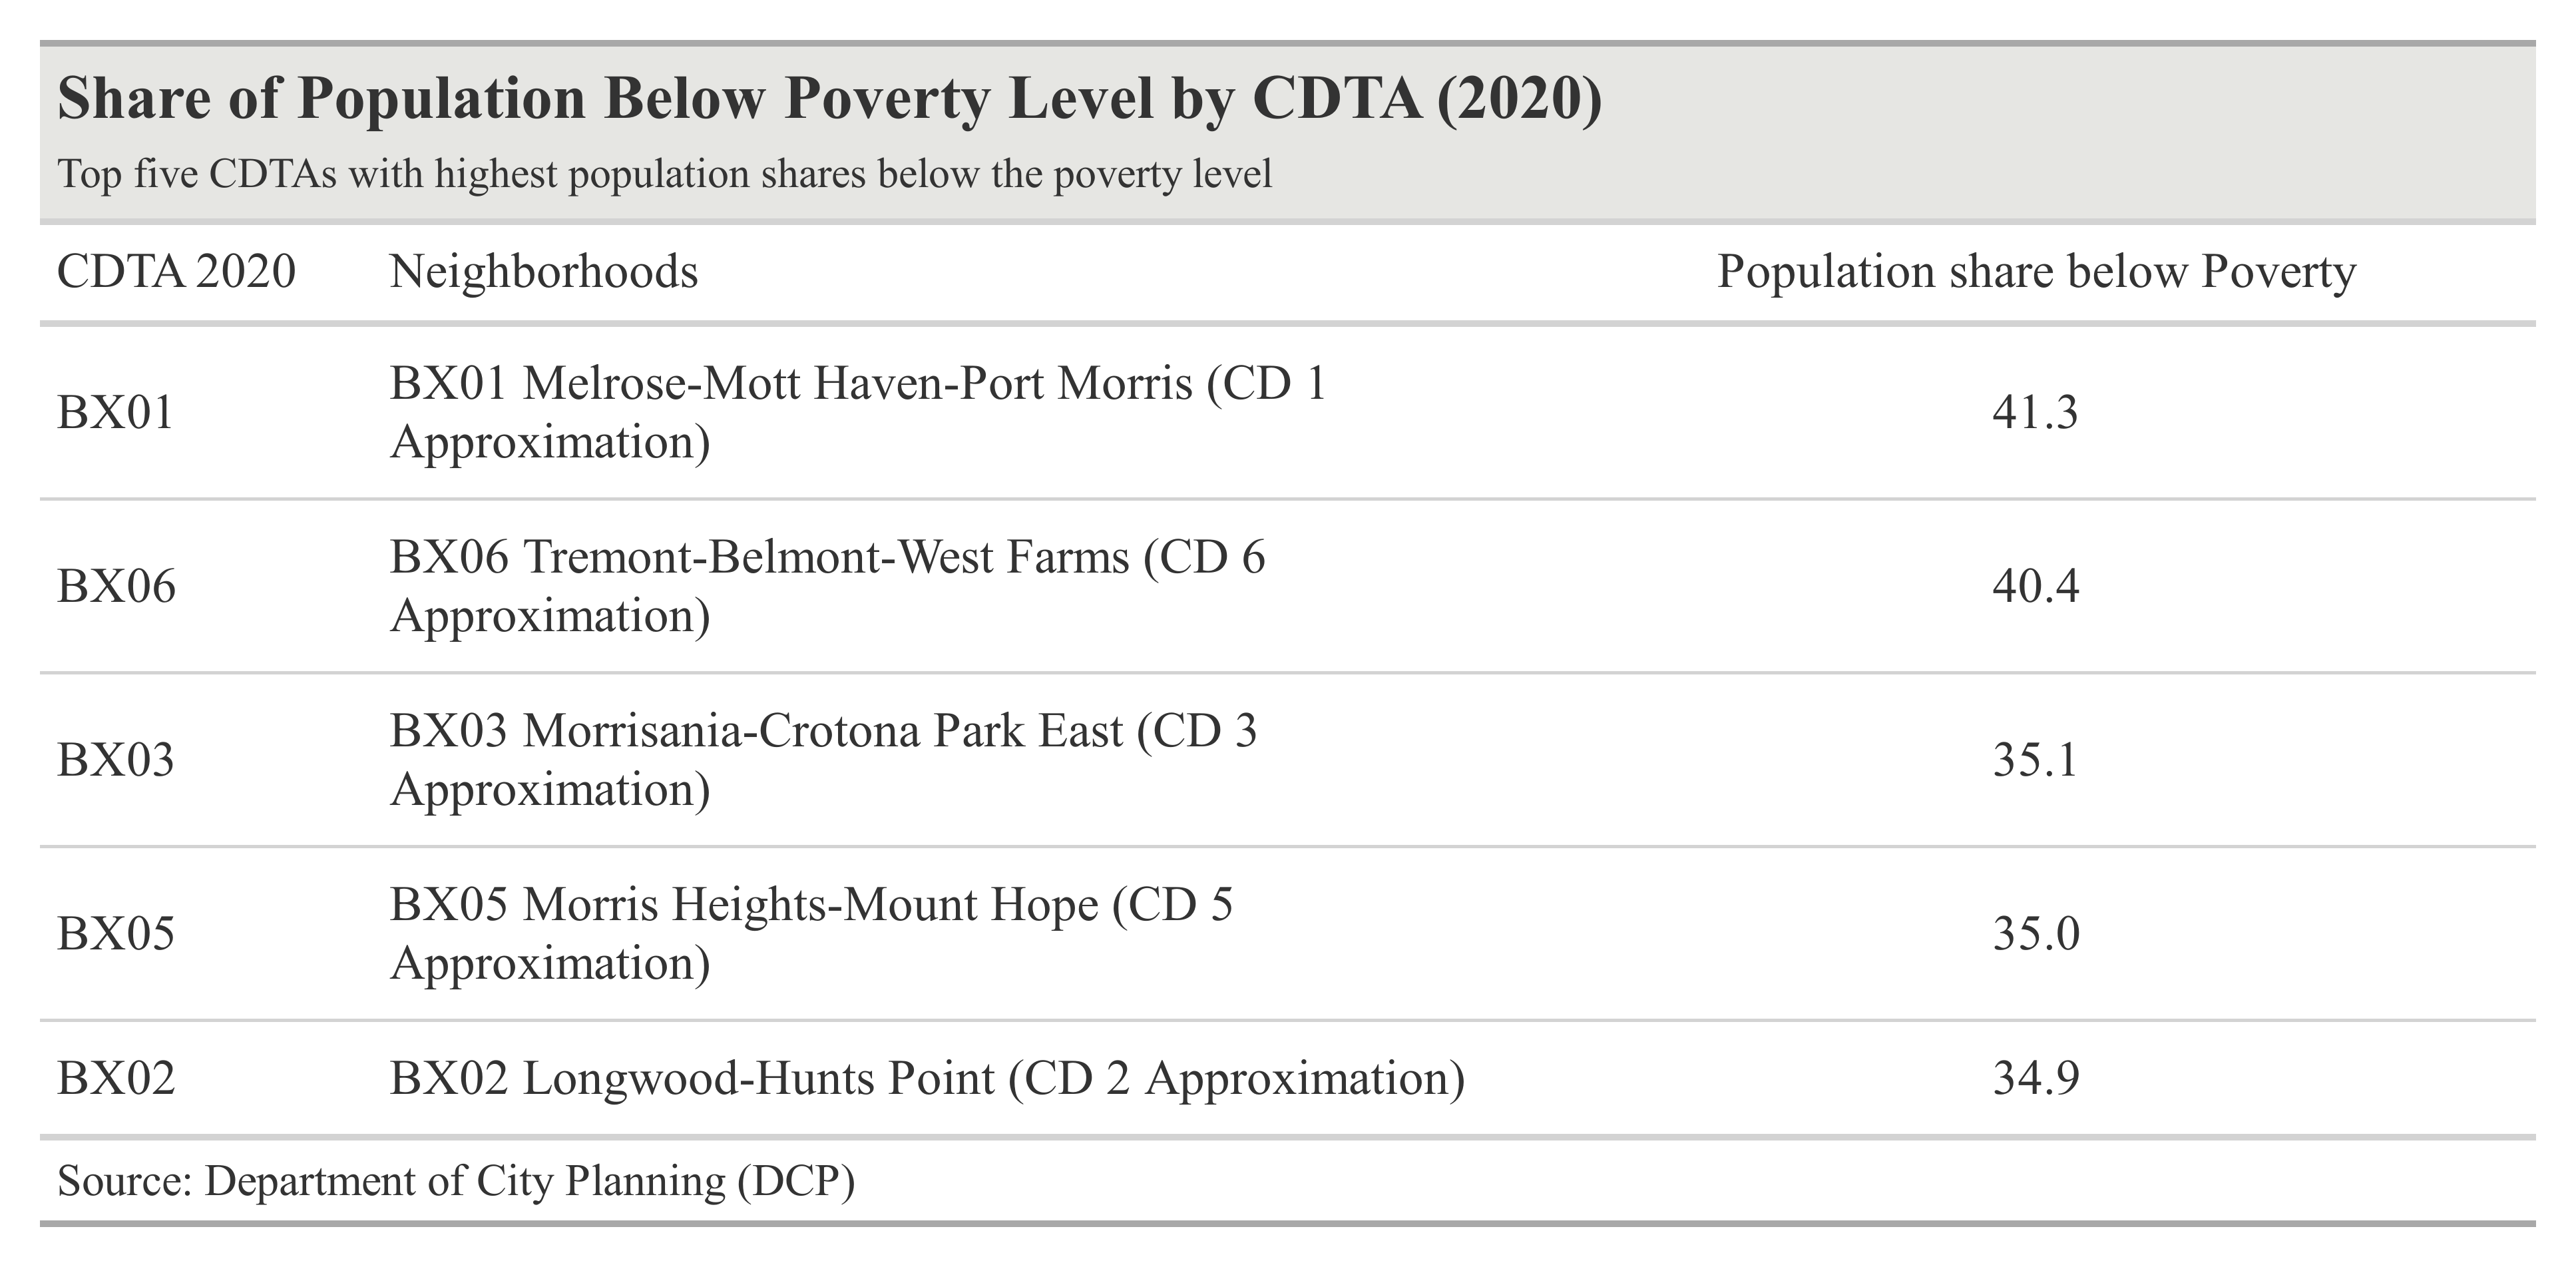 Share of Population Below Poverty Level by CDTA (2020)
Top five CDTAs with highest population shares below the poverty level
CDTA 2020 Neighborhoods Population share below Poverty
BX01 BX01 Melrose-Mott Haven-Port Morris (CD 1
Approximation) 41.3
BX06 BX06 Tremont-Belmont-West Farms (CD 6
Approximation) 40.4
BX03 BX03 Morrisania-Crotona Park East (CD 3
Approximation) 35.1
BX05 BX05 Morris Heights-Mount Hope (CD 5
Approximation) 35.0
BX02 BX02 Longwood-Hunts Point (CD 2 Approximation) 34.9
Source: Department of City Planning (DCP)